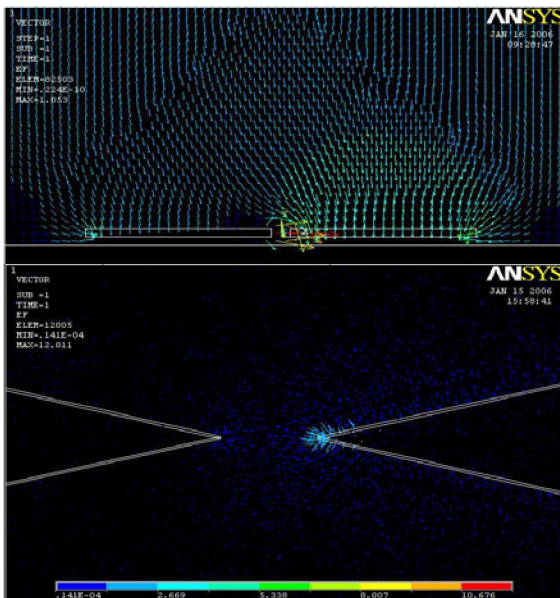 1
VECTOR
STEP=1
SUB =1
TIME=1
EF
ELEM=82503
MIN=.224E-10
MAX=1.053
ANSYS
JAN 16 2006
09:20:47
1
VECTOR
SUB =1
TIME=1
EF
ELEM=12005
MIN=.141E-04
MAX=12.011
ANSYS
JAN 15 2006
15:58:41
.141E-04 2.669 5.338 8.007 10.676